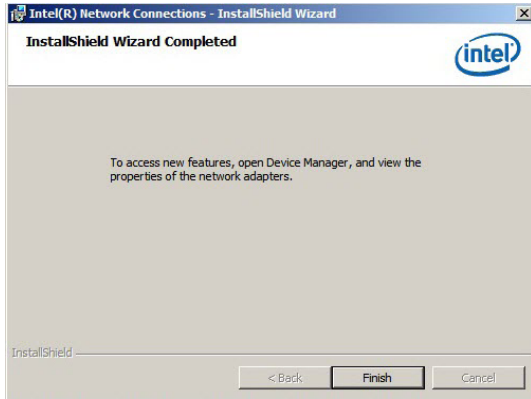 Intel(R) Network Connections - InstallShield Wizard
InstallShield Wizard Completed
intel
To access new features, open Device Manager, and view the
properties of the network adapters.
InstallShield
< Back
Finish
Cancel